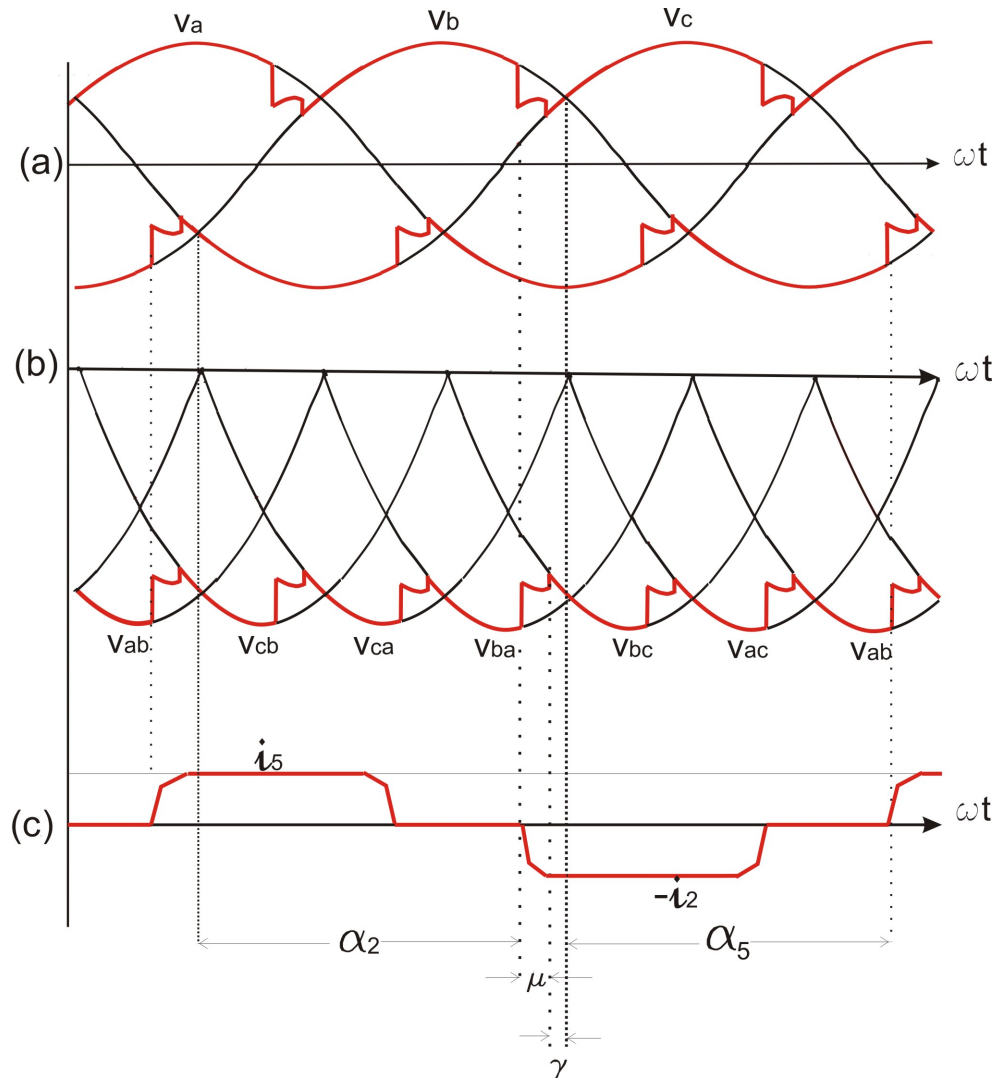 va vb vc
(a) ωt
(b) ωt
vab vcb vca vba vbc vac vab
i5
(c) ωt
-i2
α2 α5
μ
γ